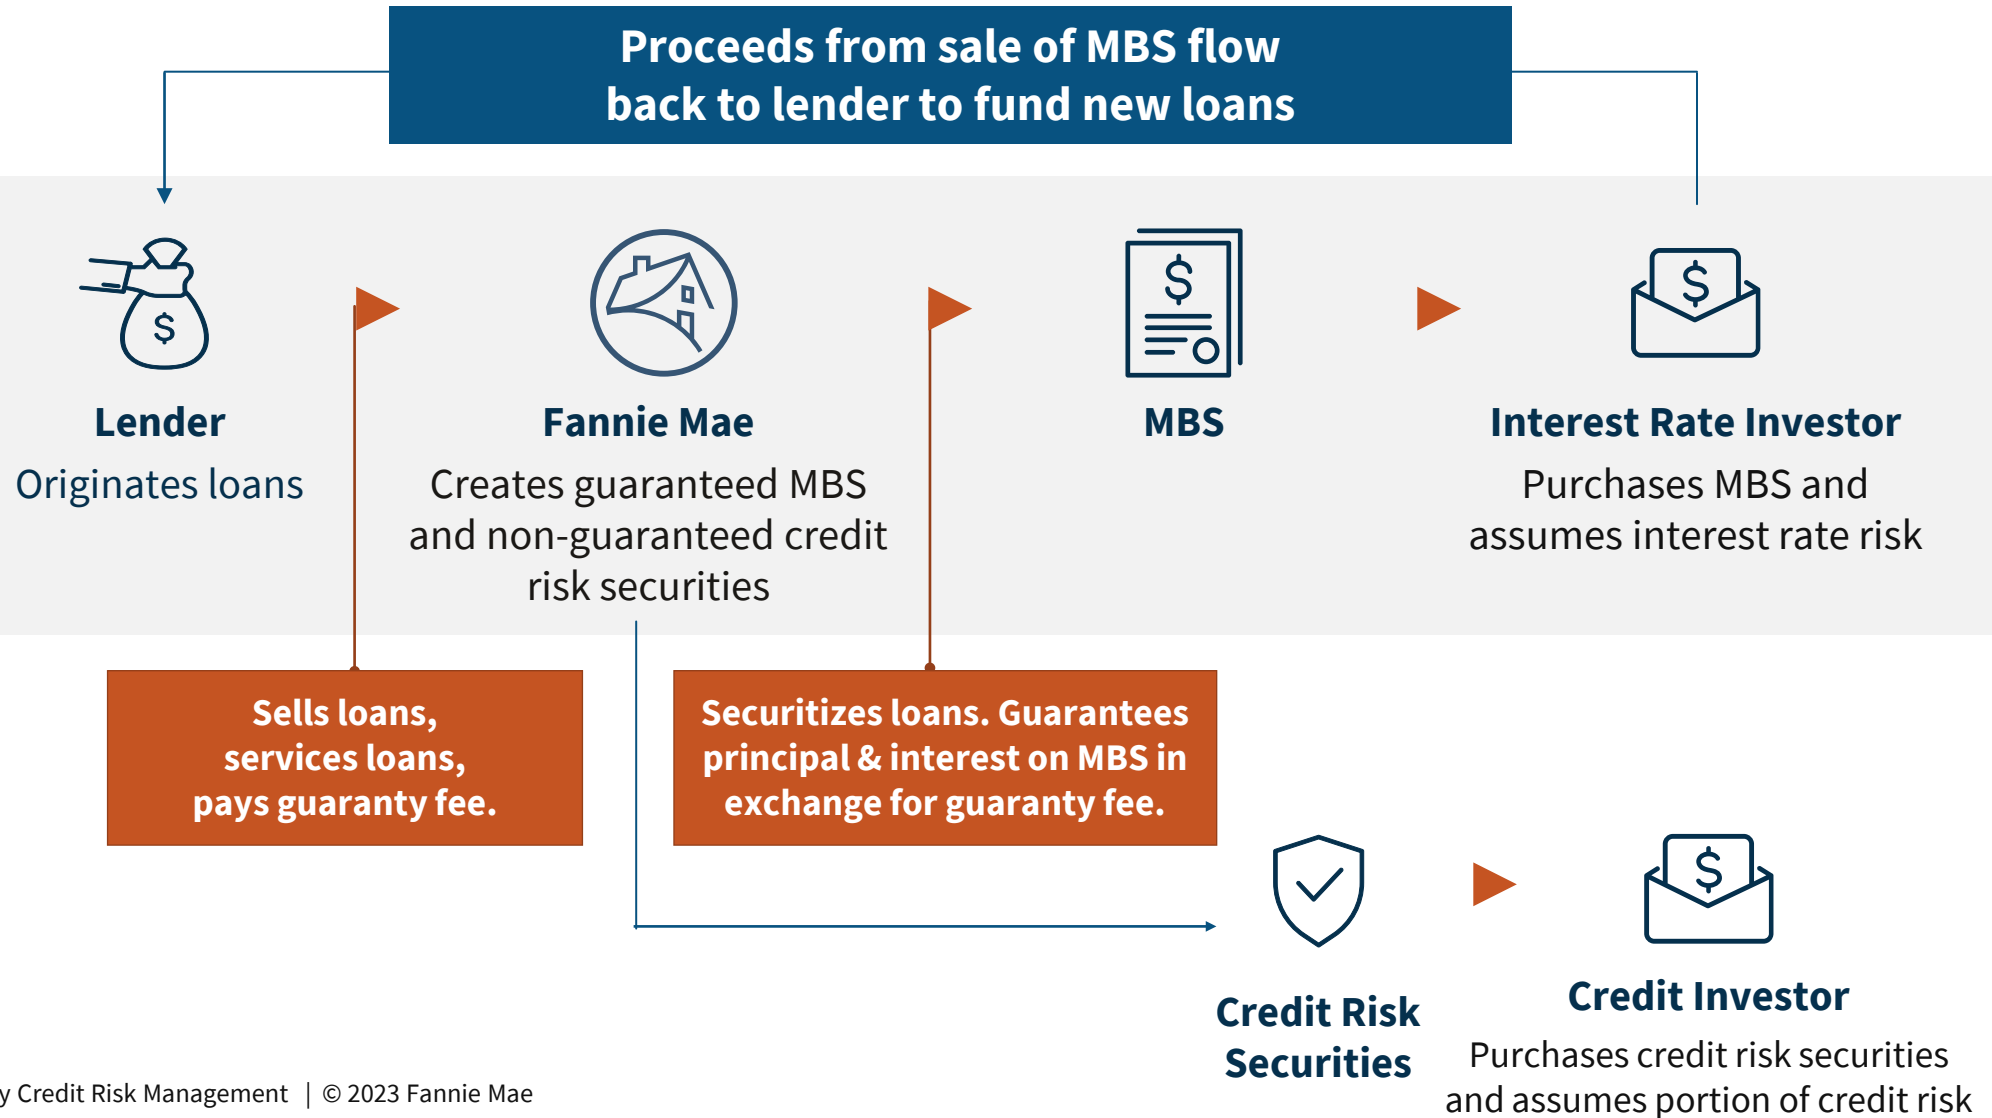 Proceeds from sale of MBS flow
back to lender to fund new loans
$
Lender
Originates loans
Fannie Mae
Creates guaranteed MBS
and non-guaranteed credit
risk securities
$
MBS
$
Interest Rate Investor
Purchases MBS and
assumes interest rate risk
Sells loans,
services loans,
pays guaranty fee.
Securitizes loans. Guarantees
principal & interest on MBS in
exchange for guaranty fee.
Credit Risk
Securities
$
Credit Investor
Purchases credit risk securities
and assumes portion of credit risk
y Credit Risk Management | © 2023 Fannie Mae